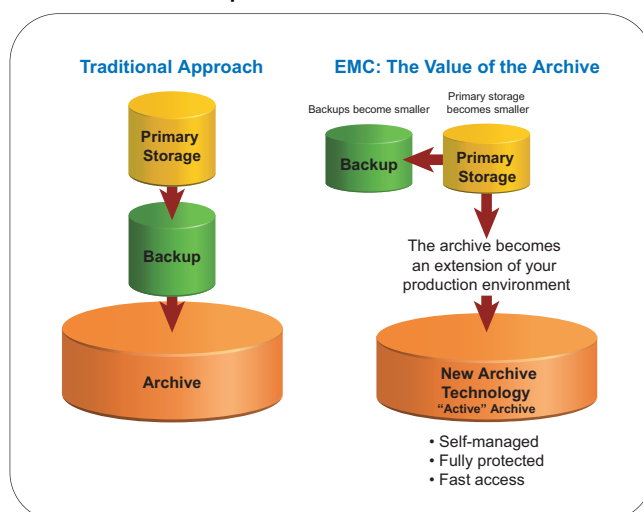 Traditional Approach
Primary
Storage
Backup
Archive
EMC: The Value of the Archive
Backups become smaller
Primary storage
becomes smaller
Backup
Primary
Storage
The archive becomes
an extension of your
production environment
New Archive
Technology
“Active” Archive
• Self-managed
• Fully protected
• Fast access